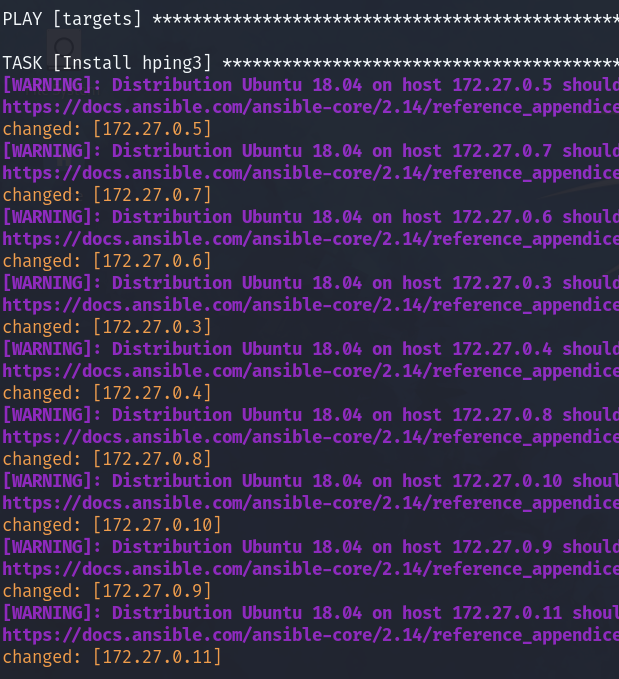 PLAY [targets] ***********************************************
TASK [Install hping3] ****************************************
[WARNING]: Distribution Ubuntu 18.04 on host 172.27.0.5 should
https://docs.ansible.com/ansible-core/2.14/reference_appendice
changed: [172.27.0.5]
[WARNING]: Distribution Ubuntu 18.04 on host 172.27.0.7 should
https://docs.ansible.com/ansible-core/2.14/reference_appendice
changed: [172.27.0.7]
[WARNING]: Distribution Ubuntu 18.04 on host 172.27.0.6 should
https://docs.ansible.com/ansible-core/2.14/reference_appendice
changed: [172.27.0.6]
[WARNING]: Distribution Ubuntu 18.04 on host 172.27.0.3 should
https://docs.ansible.com/ansible-core/2.14/reference_appendice
changed: [172.27.0.3]
[WARNING]: Distribution Ubuntu 18.04 on host 172.27.0.4 should
https://docs.ansible.com/ansible-core/2.14/reference_appendice
changed: [172.27.0.4]
[WARNING]: Distribution Ubuntu 18.04 on host 172.27.0.8 should
https://docs.ansible.com/ansible-core/2.14/reference_appendice
changed: [172.27.0.8]
[WARNING]: Distribution Ubuntu 18.04 on host 172.27.0.10 shoul
https://docs.ansible.com/ansible-core/2.14/reference_appendice
changed: [172.27.0.10]
[WARNING]: Distribution Ubuntu 18.04 on host 172.27.0.9 should
https://docs.ansible.com/ansible-core/2.14/reference_appendice
changed: [172.27.0.9]
[WARNING]: Distribution Ubuntu 18.04 on host 172.27.0.11 shoul
https://docs.ansible.com/ansible-core/2.14/reference_appendice
changed: [172.27.0.11]